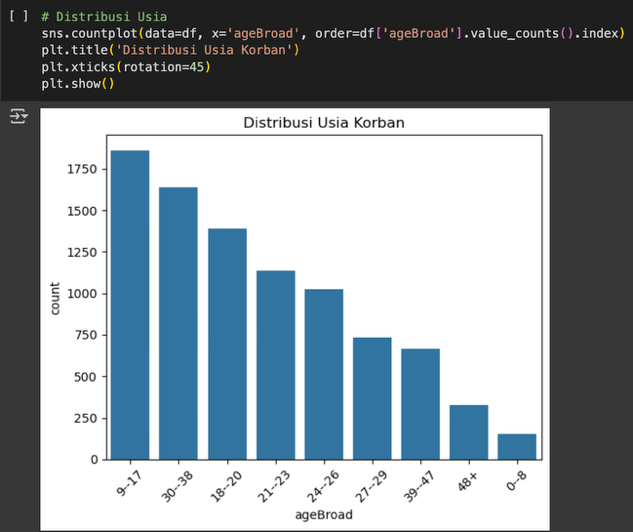 [ ] # Distribusi Usia
sns.countplot(data=df, x='ageBroad', order=df['ageBroad'].value_counts().index)
plt.title('Distribusi Usia Korban')
plt.xticks(rotation=45)
plt.show()
Distribusi Usia Korban
1750
1500
1250
1000
750
500
250
0
count
9--17
30--38
18--20
21--23
24--26
27--29
39--47
48+
0--8
ageBroad